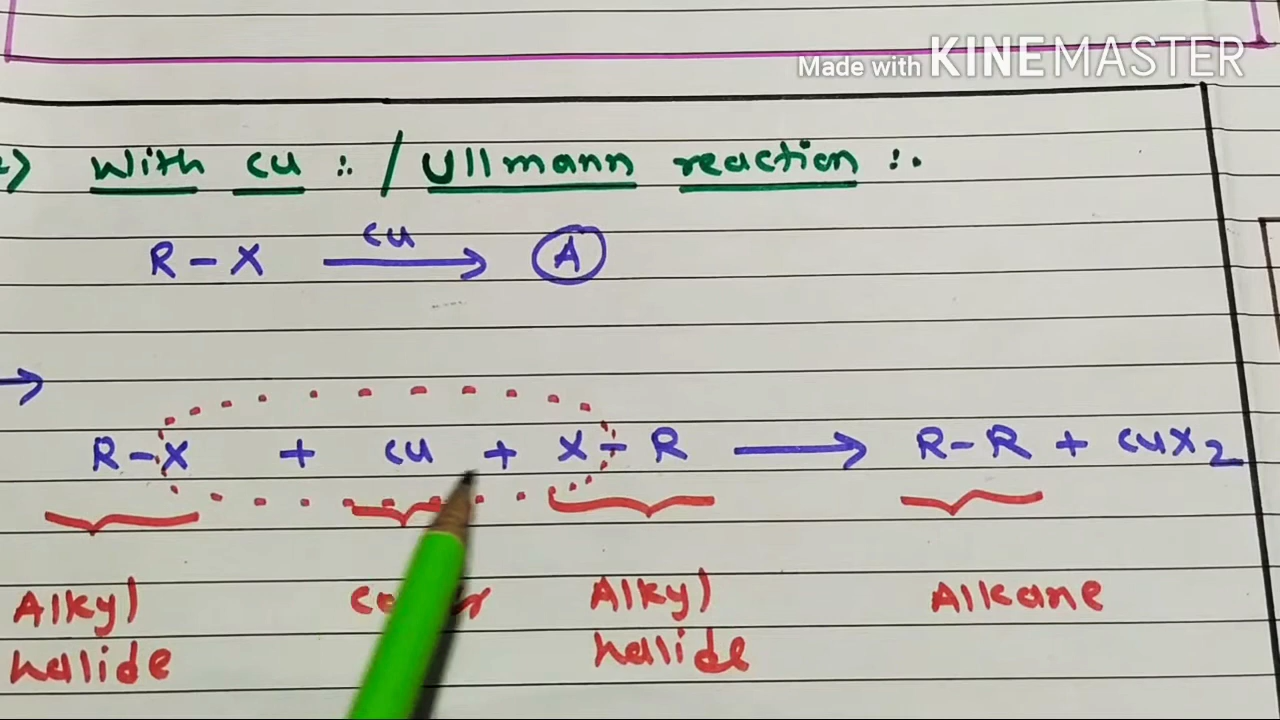 Made with KINEMASTER
With Cu :. / Ullmann reaction :.
R - X Cu → A
→
R - X + Cu + X - R → R - R + CuX2
Alkyl Alkyl Alkane
halide halide